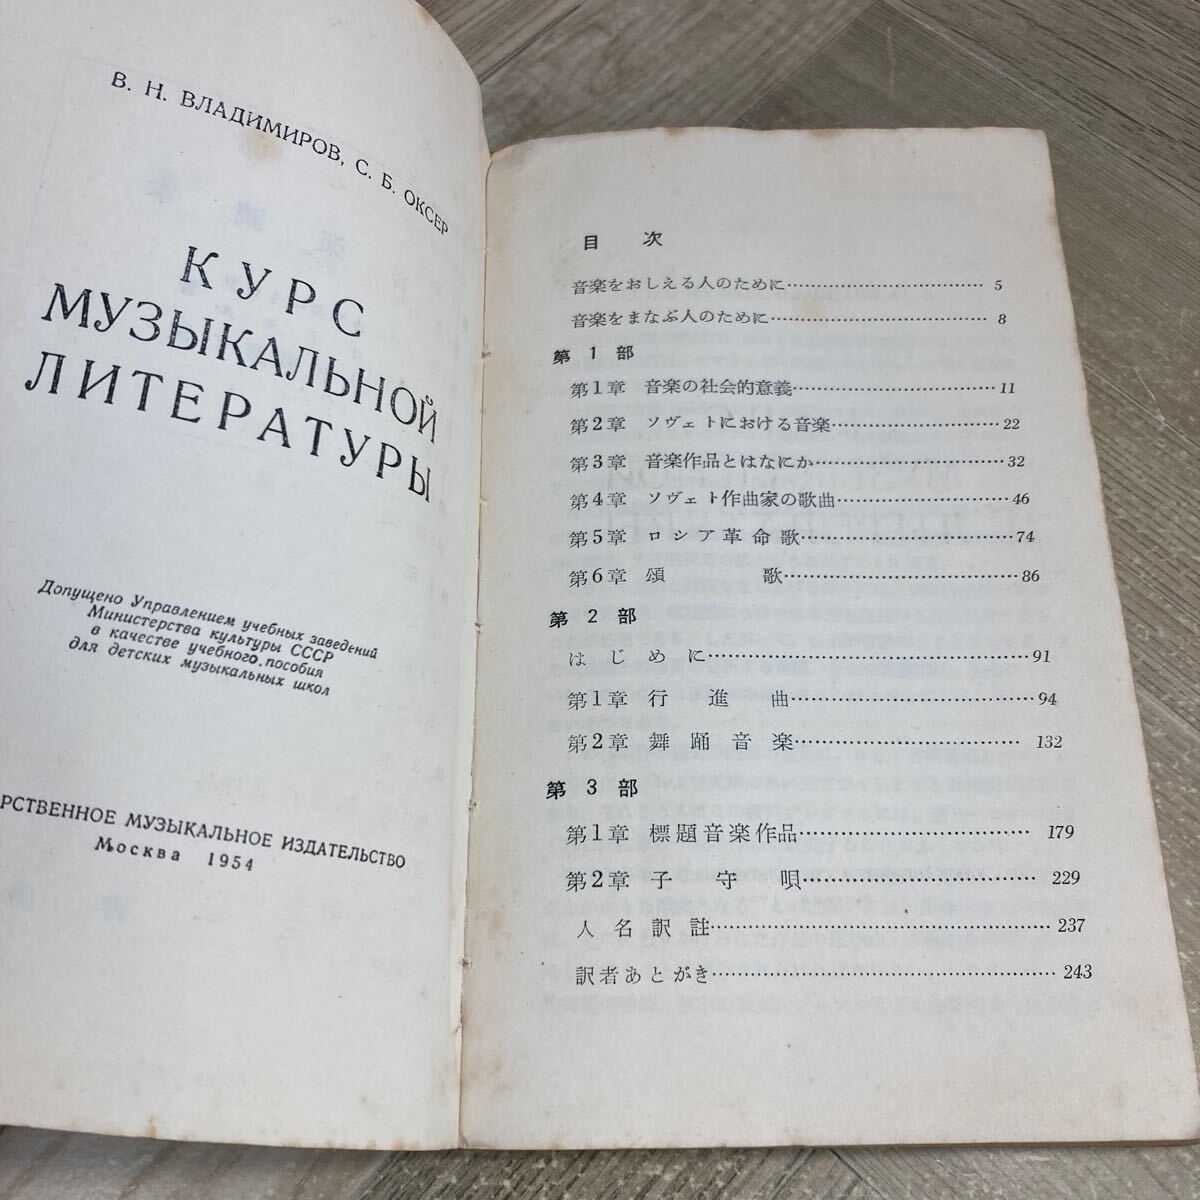 В. Н. ВЛАДИМИРОВ, С. Б. ОКСЕР
КУРС
МУЗЫКАЛЬНОЙ
ЛИТЕРАТУРЫ
Допущено Управлением учебных заведений
Министерства культуры СССР
в качестве учебного пособия
для детских музыкальных школ
РСТВЕННОЕ МУЗЫКАЛЬНОЕ ИЗДАТЕЛЬСТВО
Москва 1954
目 次
音楽をおしえる人のために…………………………5
音楽をまなぶ人のために…………………………8
第 1 部
第1章 音楽の社会的意義…………………………11
第2章 ソヴェトにおける音楽…………………………22
第3章 音楽作品とはなにか…………………………32
第4章 ソヴェト作曲家の歌曲…………………………46
第5章 ロシア革命歌…………………………74
第6章 頌歌…………………………86
第 2 部
はじめに…………………………91
第1章 行進曲…………………………94
第2章 舞踊音楽…………………………132
第 3 部
第1章 標題音楽作品…………………………179
第2章 子守唄…………………………229
人名訳註…………………………237
訳者あとがき…………………………243